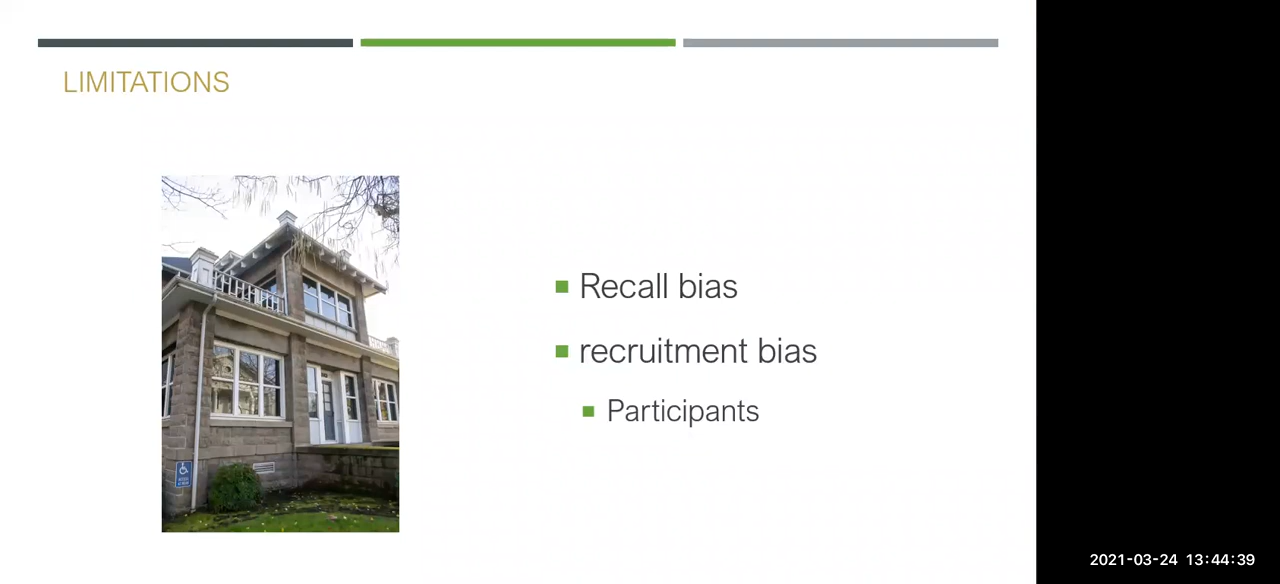 LIMITATIONS
Recall bias
recruitment bias
Participants
2021-03-24 13:44:39